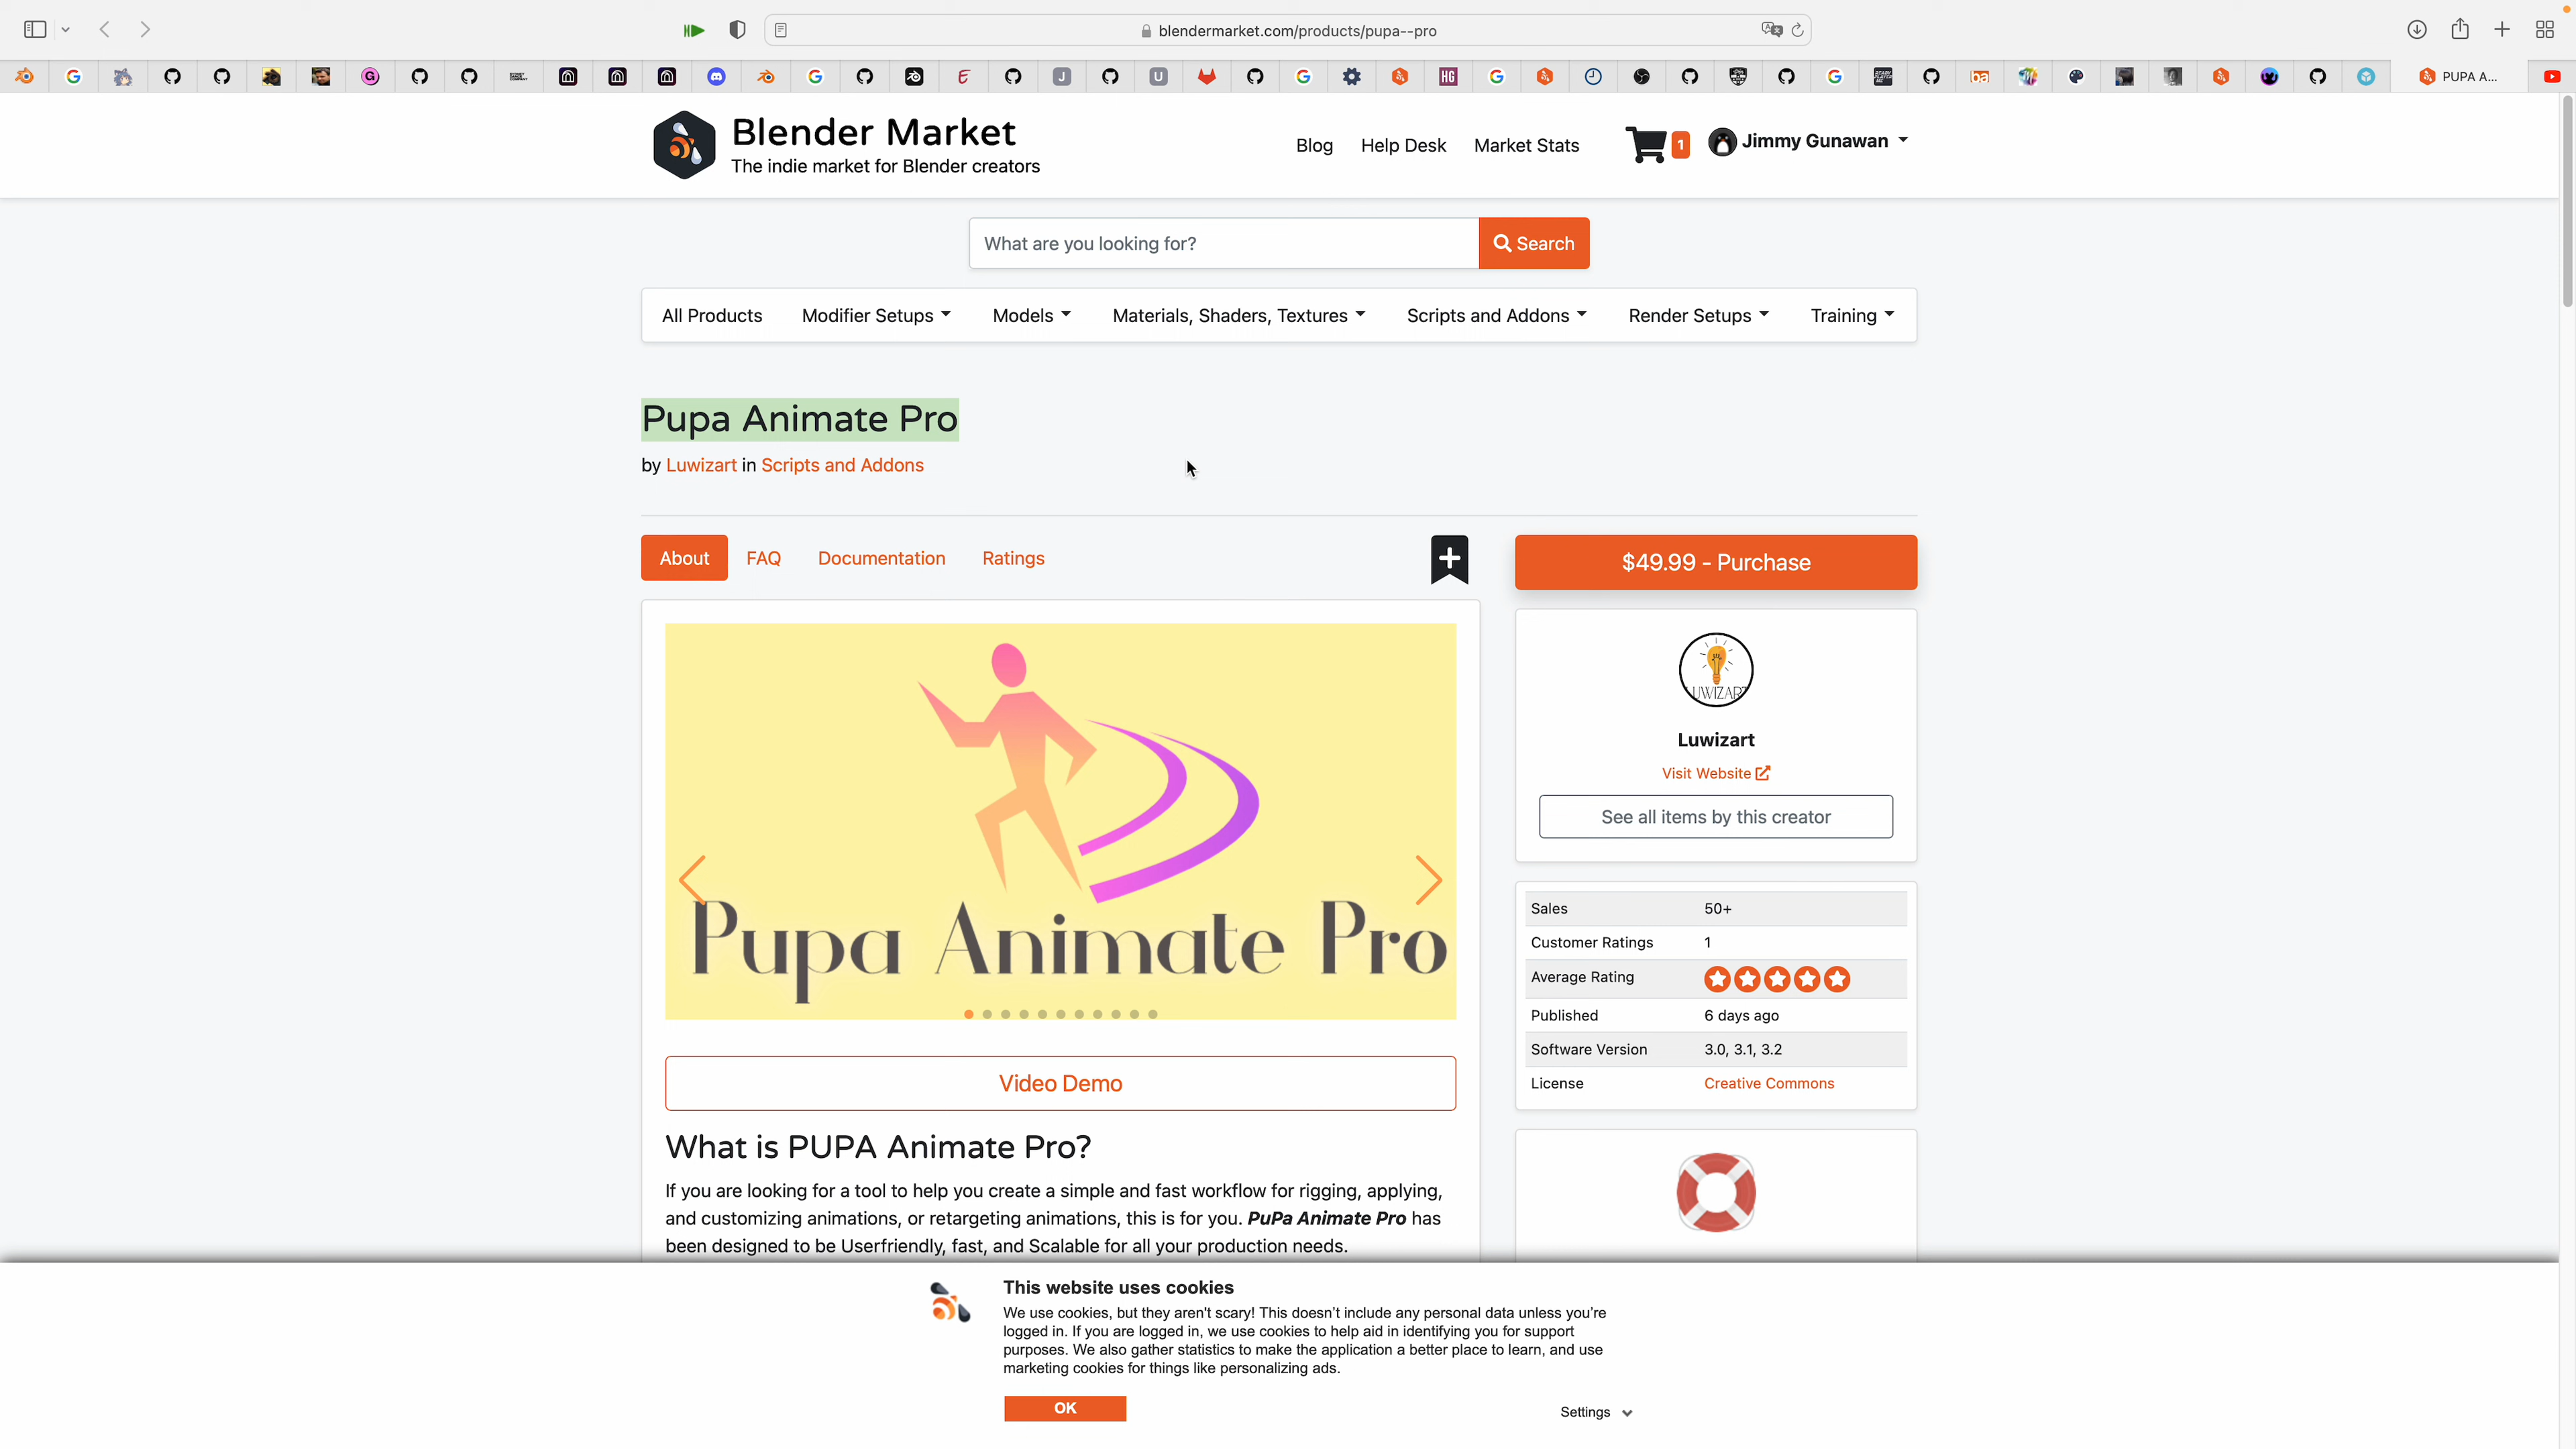 blendermarket.com/products/pupa--pro
PUPA A...
Blender Market
The indie market for Blender creators
Blog
Help Desk
Market Stats
1
Jimmy Gunawan
What are you looking for?
Search
All Products
Modifier Setups
Models
Materials, Shaders, Textures
Scripts and Addons
Render Setups
Training
Pupa Animate Pro
by Luwizart in Scripts and Addons
About
FAQ
Documentation
Ratings
$49.99 - Purchase
Pupa Animate Pro
LUWIZART
Luwizart
Visit Website
See all items by this creator
Sales 50+
Customer Ratings 1
Average Rating
Published 6 days ago
Software Version 3.0, 3.1, 3.2
License Creative Commons
Video Demo
What is PUPA Animate Pro?
If you are looking for a tool to help you create a simple and fast workflow for rigging, applying,
and customizing animations, or retargeting animations, this is for you. PuPa Animate Pro has
been designed to be Userfriendly, fast, and Scalable for all your production needs.
This website uses cookies
We use cookies, but they aren't scary! This doesn't include any personal data unless you're
logged in. If you are logged in, we use cookies to help aid in identifying you for support
purposes. We also gather statistics to make the application a better place to learn, and use
marketing cookies for things like personalizing ads.
OK
Settings